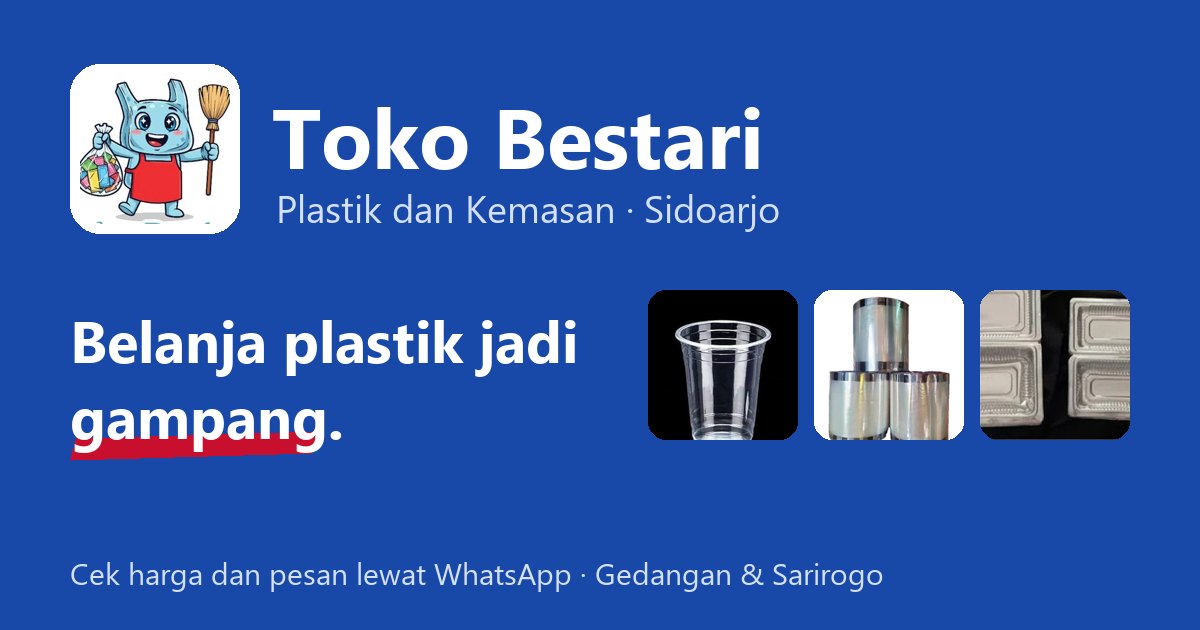 Toko Bestari
Plastik dan Kemasan · Sidoarjo
Belanja plastik jadi
gampang.
Cek harga dan pesan lewat WhatsApp · Gedangan & Sarirogo